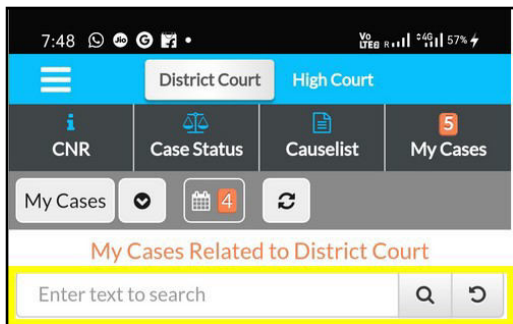 7:48 Vo LTE R 4G 57%
District Court High Court
CNR Case Status Causelist 5 My Cases
My Cases 4
My Cases Related to District Court
Enter text to search